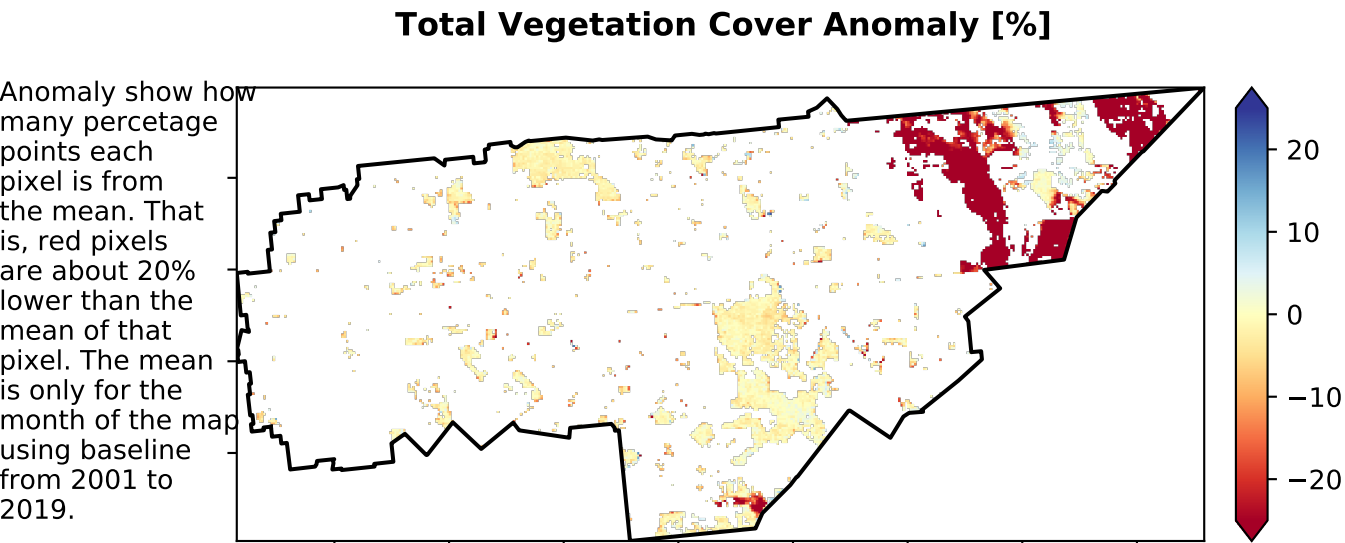 Total Vegetation Cover Anomaly [%]
Anomaly show how
many percetage
points each
pixel is from
the mean. That
is, red pixels
are about 20%
lower than the
mean of that
pixel. The mean
is only for the
month of the map
using baseline
from 2001 to
2019.
20
10
0
−10
−20